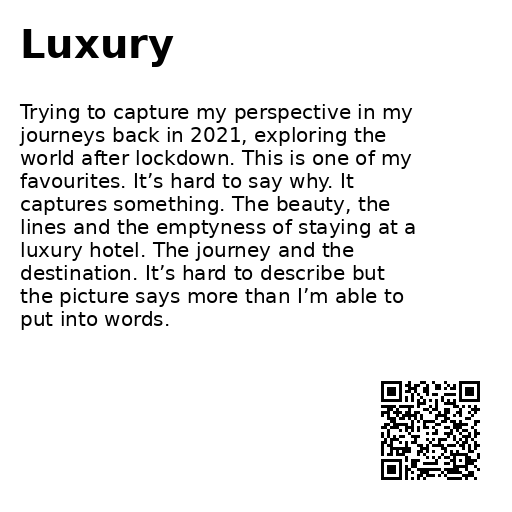 Luxury
Trying to capture my perspective in my
journeys back in 2021, exploring the
world after lockdown. This is one of my
favourites. It’s hard to say why. It
captures something. The beauty, the
lines and the emptyness of staying at a
luxury hotel. The journey and the
destination. It’s hard to describe but
the picture says more than I’m able to
put into words.